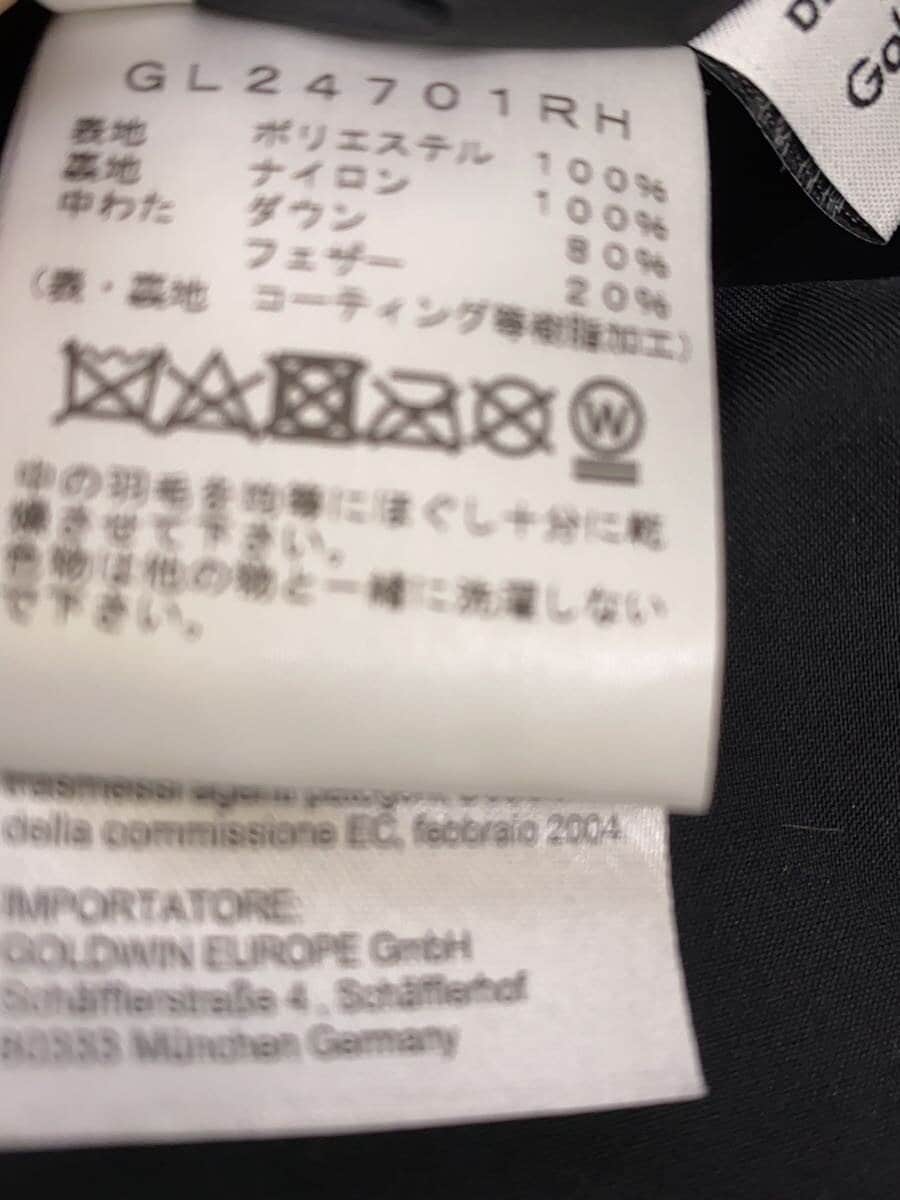 GL24701RH
表地 ポリエステル 100%
裏地 ナイロン 100%
中わた ダウン 80%
フェザー 20%
(表・裏地 コーティング等樹脂加工)
W
中の羽毛を均等にほぐし十分に乾
燥させて下さい。
色物は他の物と一緒に洗濯しない
で下さい。
della commissione EC, febbraio 2004
IMPORTATORE:
GOLDWIN EUROPE GmbH
Schäfflerstraße 4, Schäfflerhof
80333 München Germany